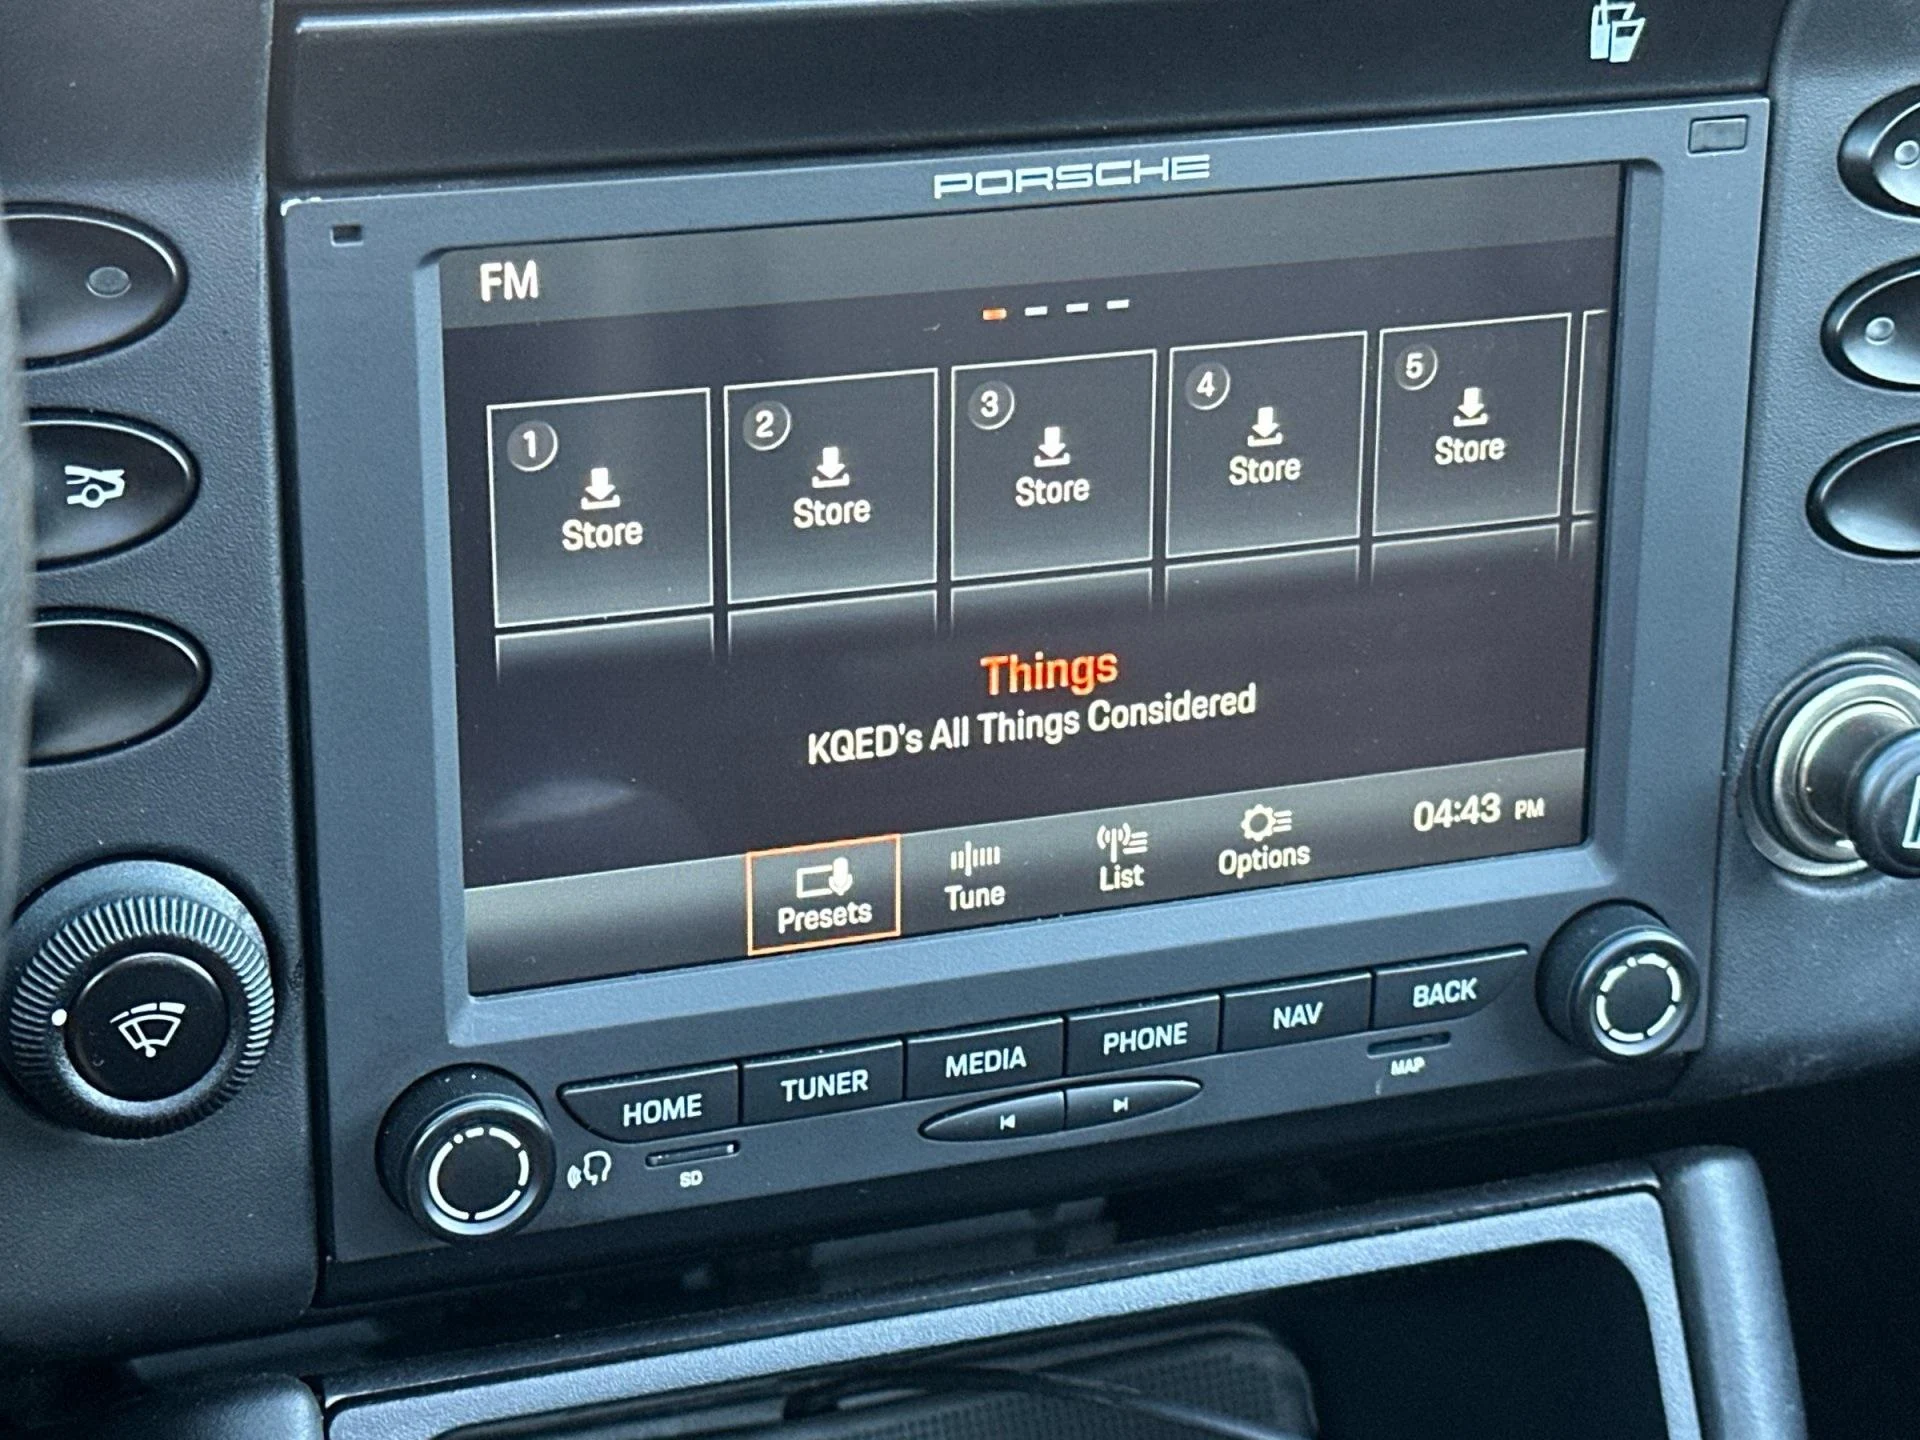 PORSCHE
FM
1
Store
2
Store
3
Store
4
Store
5
Store
Things
KQED's All Things Considered
Presets
Tune
List
Options
04:43 PM
HOME
TUNER
MEDIA
PHONE
NAV
BACK
SD
MAP